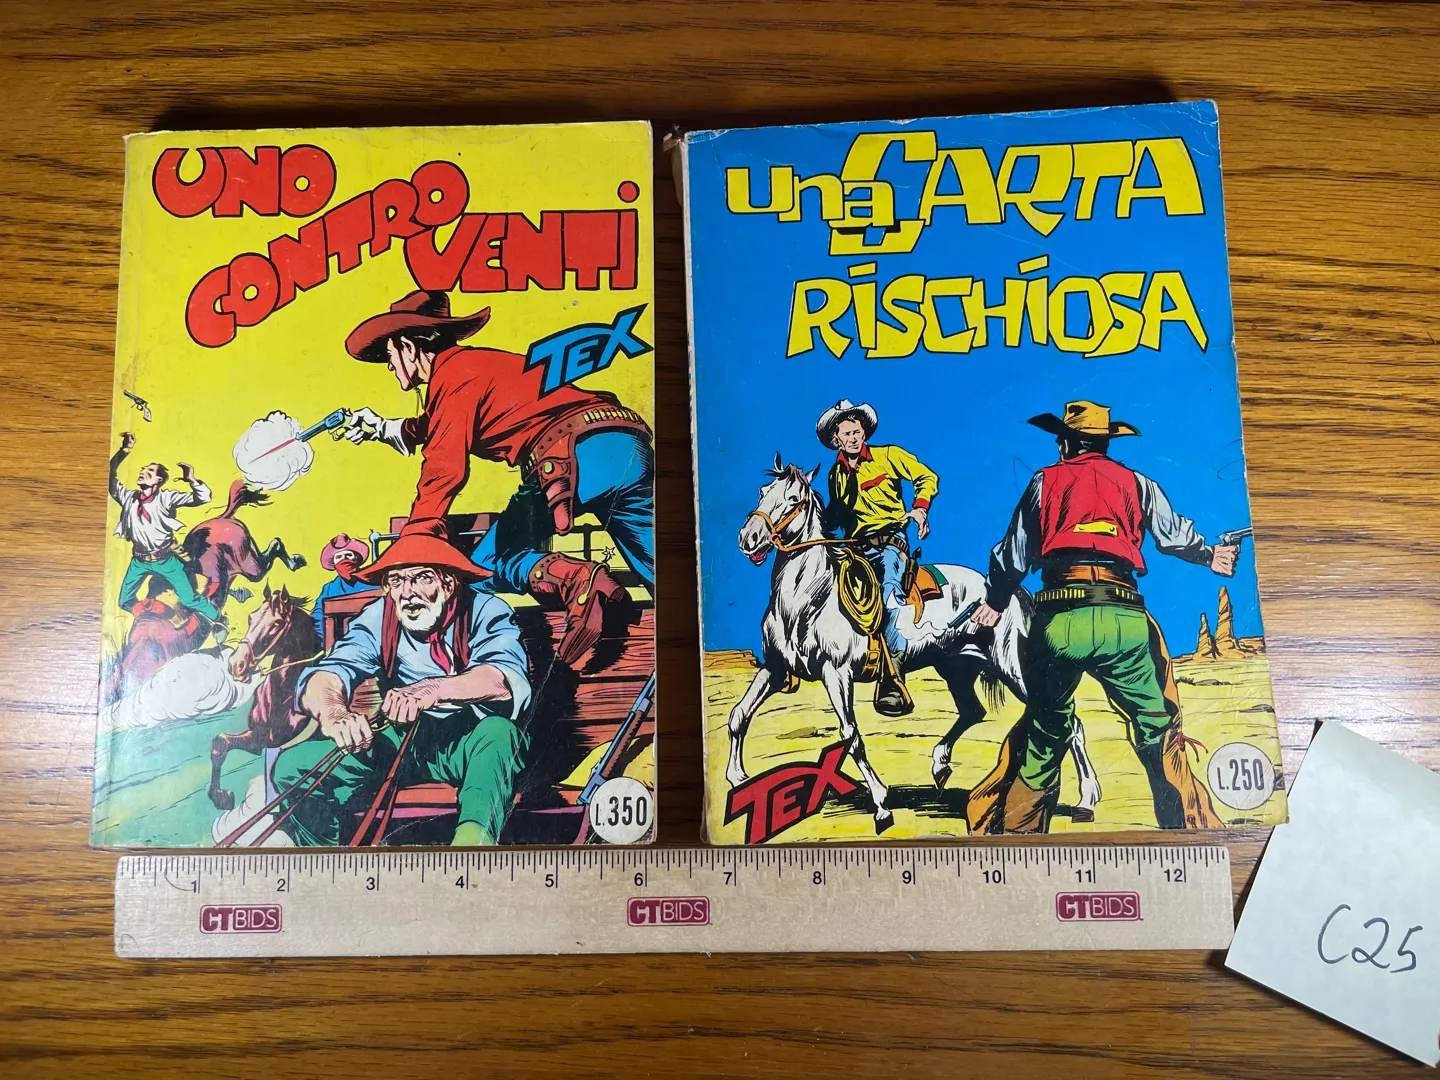 UNO
CONTRO
VENTI
TEX
L.350
una CARTA
RISCHIOSA
TEX
L.250
1 2 3 4 5 6 7 8 9 10 11 12
CTBIDS CTBIDS CTBIDS
C25